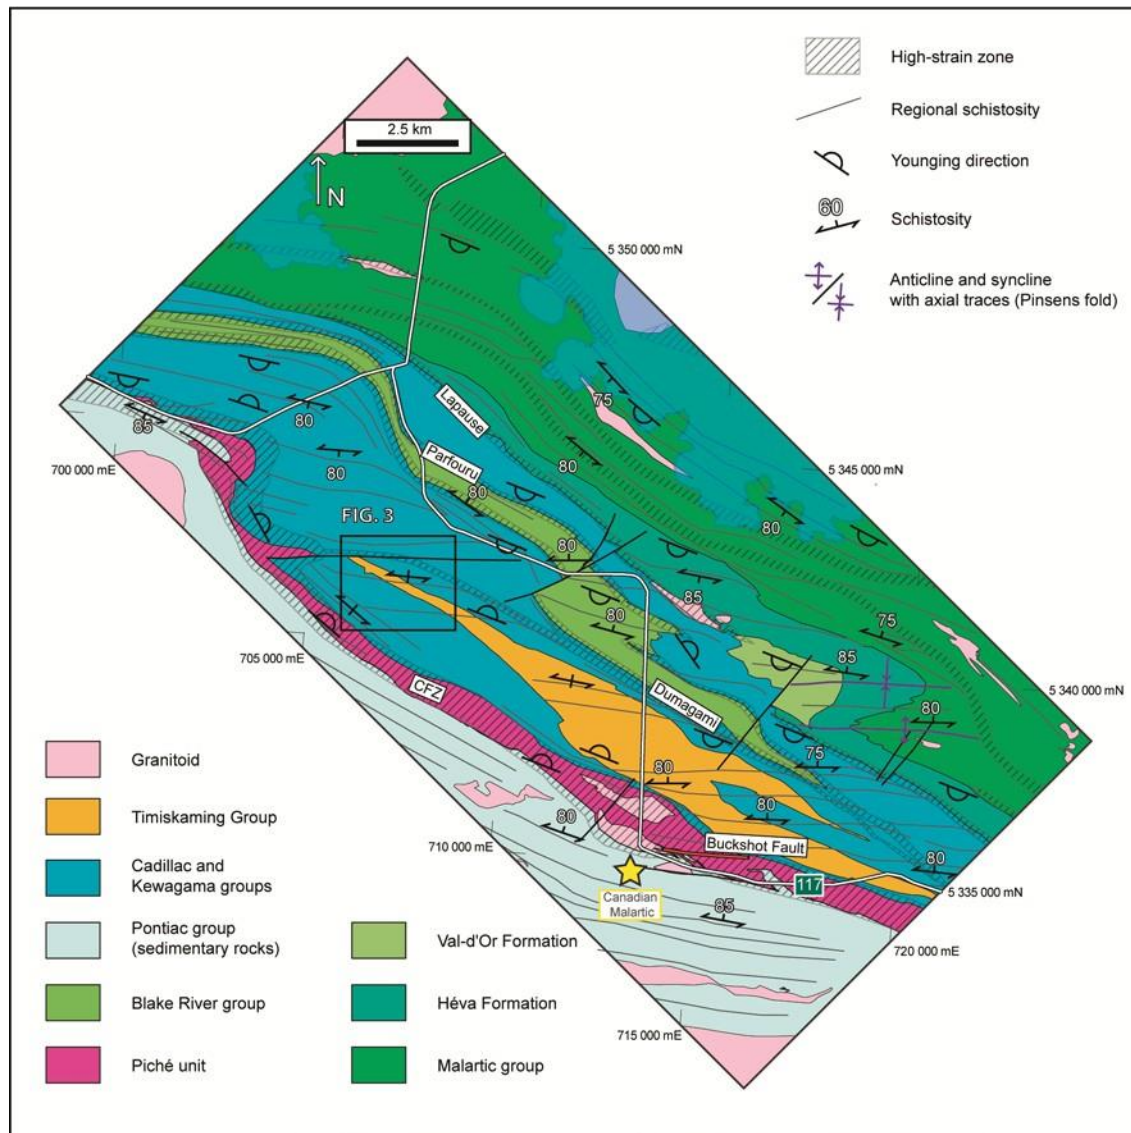 High-strain zone
2.5 km
Regional schistosity
Younging direction
N
60
Schistosity
5 350 000 mN
Anticline and syncline
with axial traces (Pinsens fold)
75
Lapause
80
85
80
5 345 000 mN
700 000 mE
Parfouru
80
80
80
80
FIG. 3
80
85
80
75
705 000 mE
85
CFZ
Dumagami
80
5 340 000 mN
Granitoid
75
80
Timiskaming Group
80
80
Buckshot Fault
710 000 mE
80
Cadillac and
Kewagama groups
117
5 335 000 mN
Canadian
Malartic
85
Pontiac group
(sedimentary rocks)
Val-d'Or Formation
720 000 mE
Blake River group
Héva Formation
715 000 mE
Piché unit
Malartic group